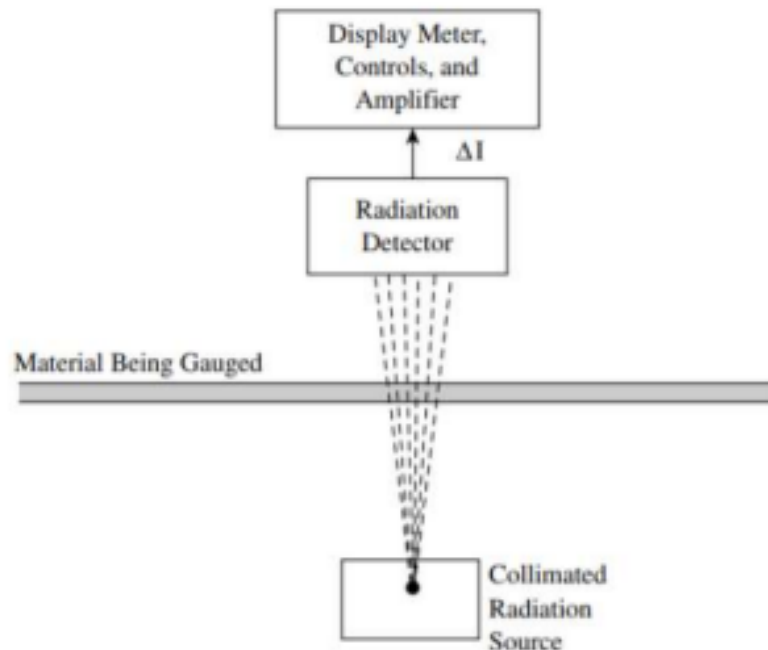 Display Meter,
Controls, and
Amplifier
ΔI
Radiation
Detector
Material Being Gauged
Collimated
Radiation
Source